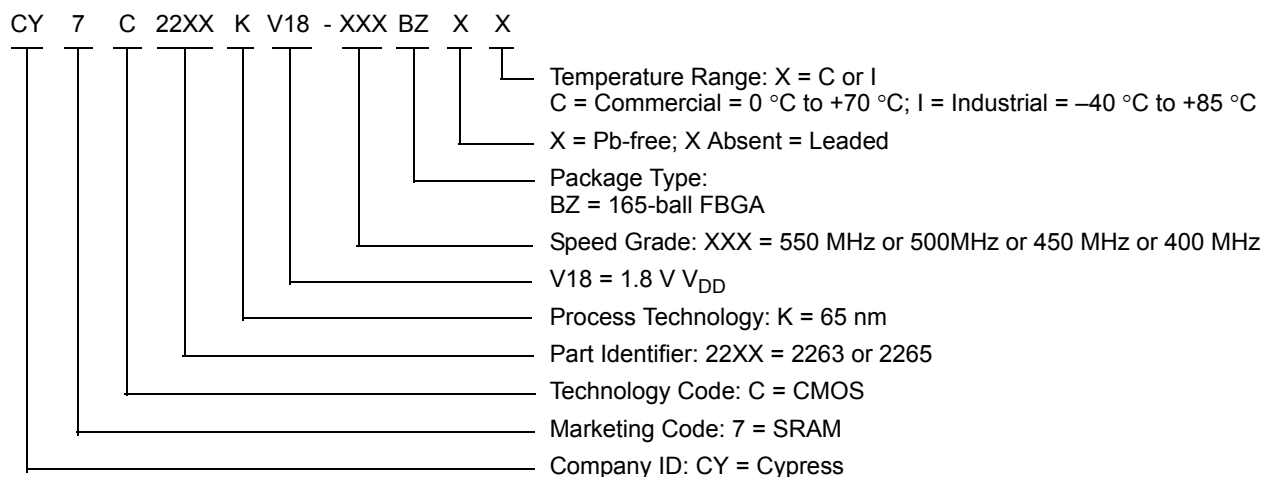 CY 7 C 22XX K V18 - XXX BZ X X
Temperature Range: X = C or I
C = Commercial = 0 °C to +70 °C; I = Industrial = –40 °C to +85 °C
X = Pb-free; X Absent = Leaded
Package Type:
BZ = 165-ball FBGA
Speed Grade: XXX = 550 MHz or 500MHz or 450 MHz or 400 MHz
V18 = 1.8 V VDD
Process Technology: K = 65 nm
Part Identifier: 22XX = 2263 or 2265
Technology Code: C = CMOS
Marketing Code: 7 = SRAM
Company ID: CY = Cypress